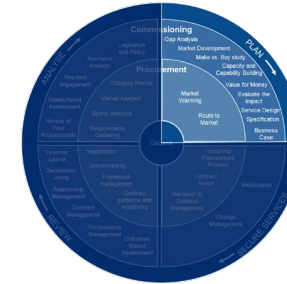 Commissioning
Gap Analysis
Market Development
Make vs. Buy study
Capacity and
Capability Building
Value for Money
Evaluate the
Impact
Service Design
Specification
Business
Case
PLAN
Procurement
Market
Warming
Route to
Market
ANALYSE
Legislation
and Policy
Resource
Analysis
Resident
engagement
Needs/Asset
Assessment
Review of
Past
Requirements
Category Review
Market Analysis
Spend Analysis
Requirements
Gathering
REVIEW
Lessons
Learnt
Decommiss-
ioning
Relationship
Management
Contract
Management
Performance
Management
Outcomes
Based
Assessment
Negotiation
Benchmarking
Framework
management
Contract
guidance and
monitoring
SECURE SERVICES
Tendering/
Procurement
Process
Contract
Award
Handover to
Contract
Management
Mobilisation
Change
Management